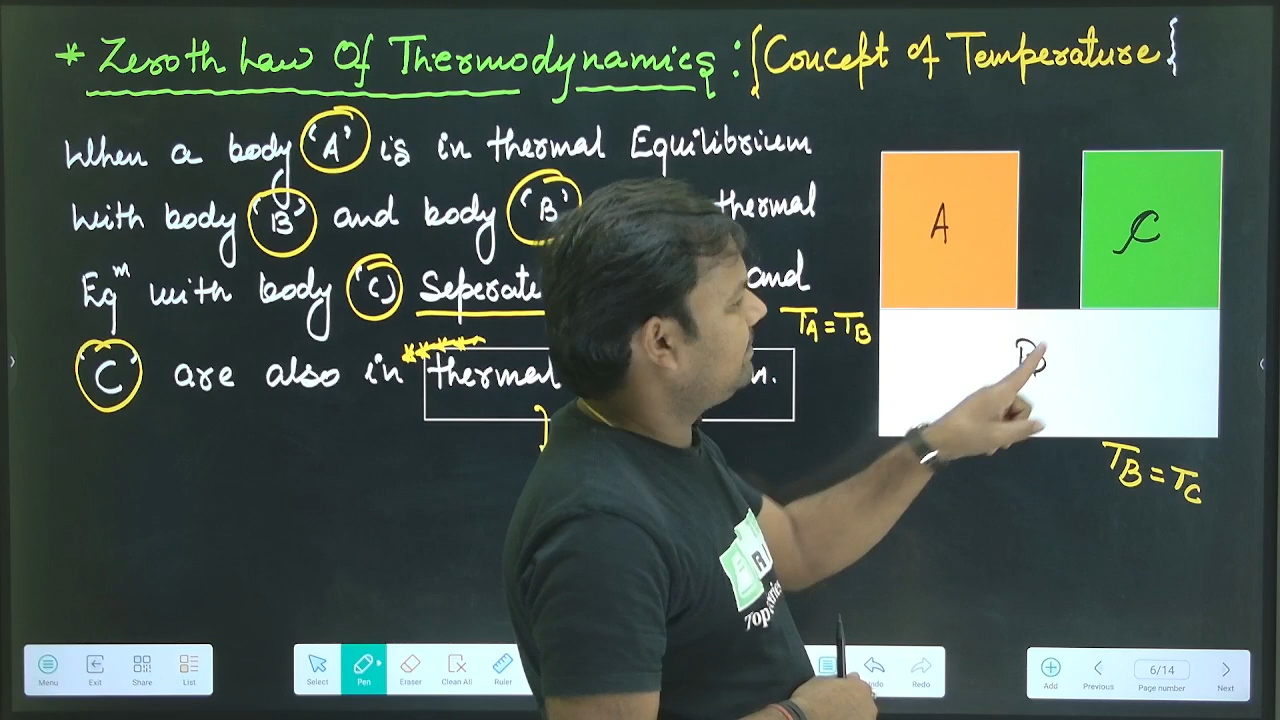 * Zeroth Law Of Thermodynamics : {Concept of Temperature}
When a body 'A' is in thermal Equilibrium
with body 'B' and body 'B' thermal
Eqᵐ with body 'C' Seperate and
C are also in thermal
A
C
B
TA = TB
TB = TC
Menu
Exit
Share
List
Select
Pen
Eraser
Clean All
Ruler
Redo
Add
Previous
6/14
Page number
Next